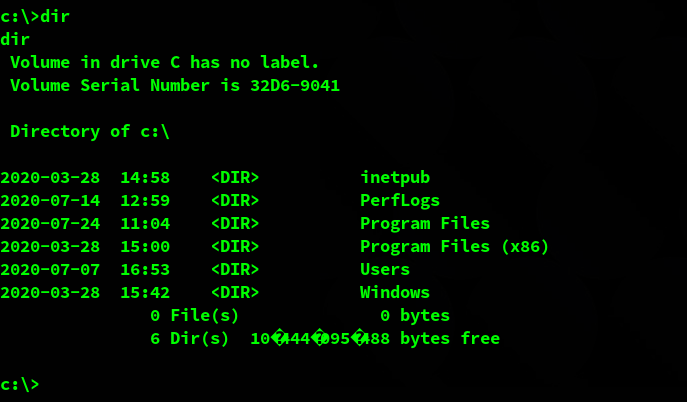 c:\>dir
dir
 Volume in drive C has no label.
 Volume Serial Number is 32D6-9041

 Directory of c:\

2020-03-28  14:58    <DIR>          inetpub
2020-07-14  12:59    <DIR>          PerfLogs
2020-07-24  11:04    <DIR>          Program Files
2020-03-28  15:00    <DIR>          Program Files (x86)
2020-07-07  16:53    <DIR>          Users
2020-03-28  15:42    <DIR>          Windows
               0 File(s)              0 bytes
               6 Dir(s)  10�444�095�488 bytes free

c:\>